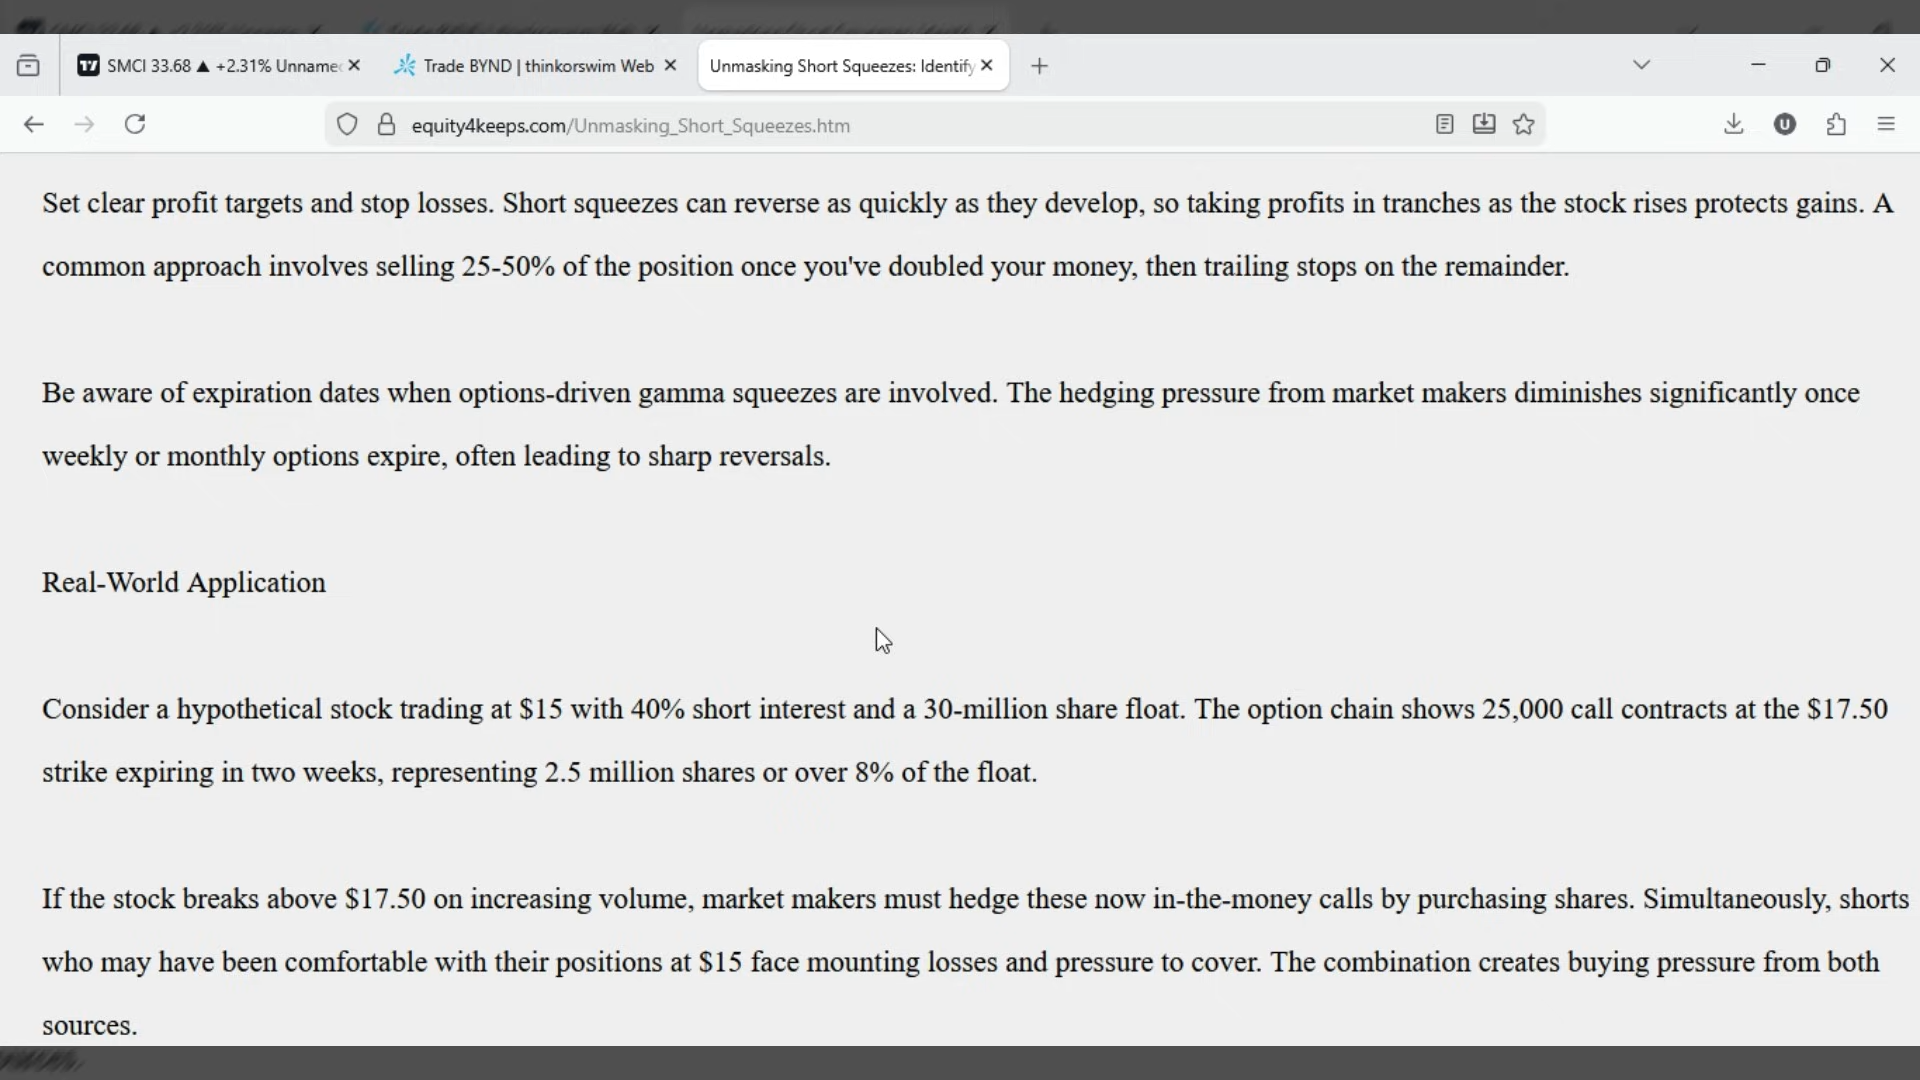 SMCI 33.68 ▲ +2.31% Unname
Trade BYND | thinkorswim Web
Unmasking Short Squeezes: Identify
equity4keeps.com/Unmasking_Short_Squeezes.htm
Set clear profit targets and stop losses. Short squeezes can reverse as quickly as they develop, so taking profits in tranches as the stock rises protects gains. A
common approach involves selling 25-50% of the position once you've doubled your money, then trailing stops on the remainder.
Be aware of expiration dates when options-driven gamma squeezes are involved. The hedging pressure from market makers diminishes significantly once
weekly or monthly options expire, often leading to sharp reversals.
Real-World Application
Consider a hypothetical stock trading at $15 with 40% short interest and a 30-million share float. The option chain shows 25,000 call contracts at the $17.50
strike expiring in two weeks, representing 2.5 million shares or over 8% of the float.
If the stock breaks above $17.50 on increasing volume, market makers must hedge these now in-the-money calls by purchasing shares. Simultaneously, shorts
who may have been comfortable with their positions at $15 face mounting losses and pressure to cover. The combination creates buying pressure from both
sources.